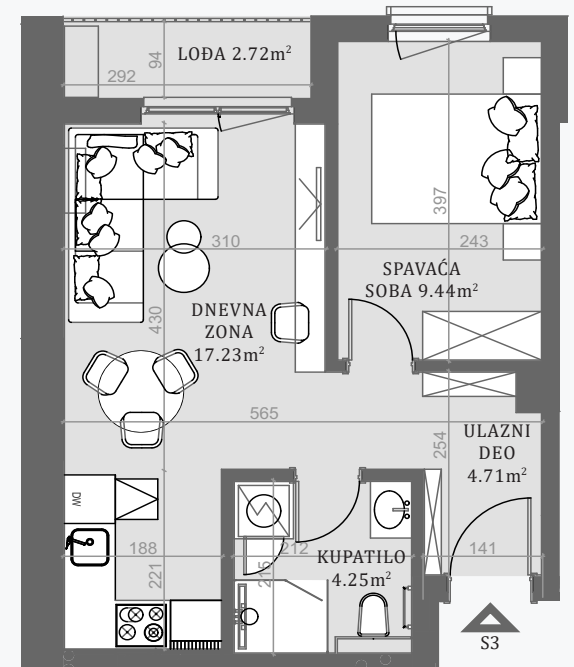 LOĐA 2.72m²
94
292
397
310
243
SPAVAĆA
SOBA 9.44m²
DNEVNA
ZONA
17.23m²
430
565
254
ULAZNI
DEO
4.71m²
DW
188
221
212
215
KUPATILO
4.25m²
141
S3